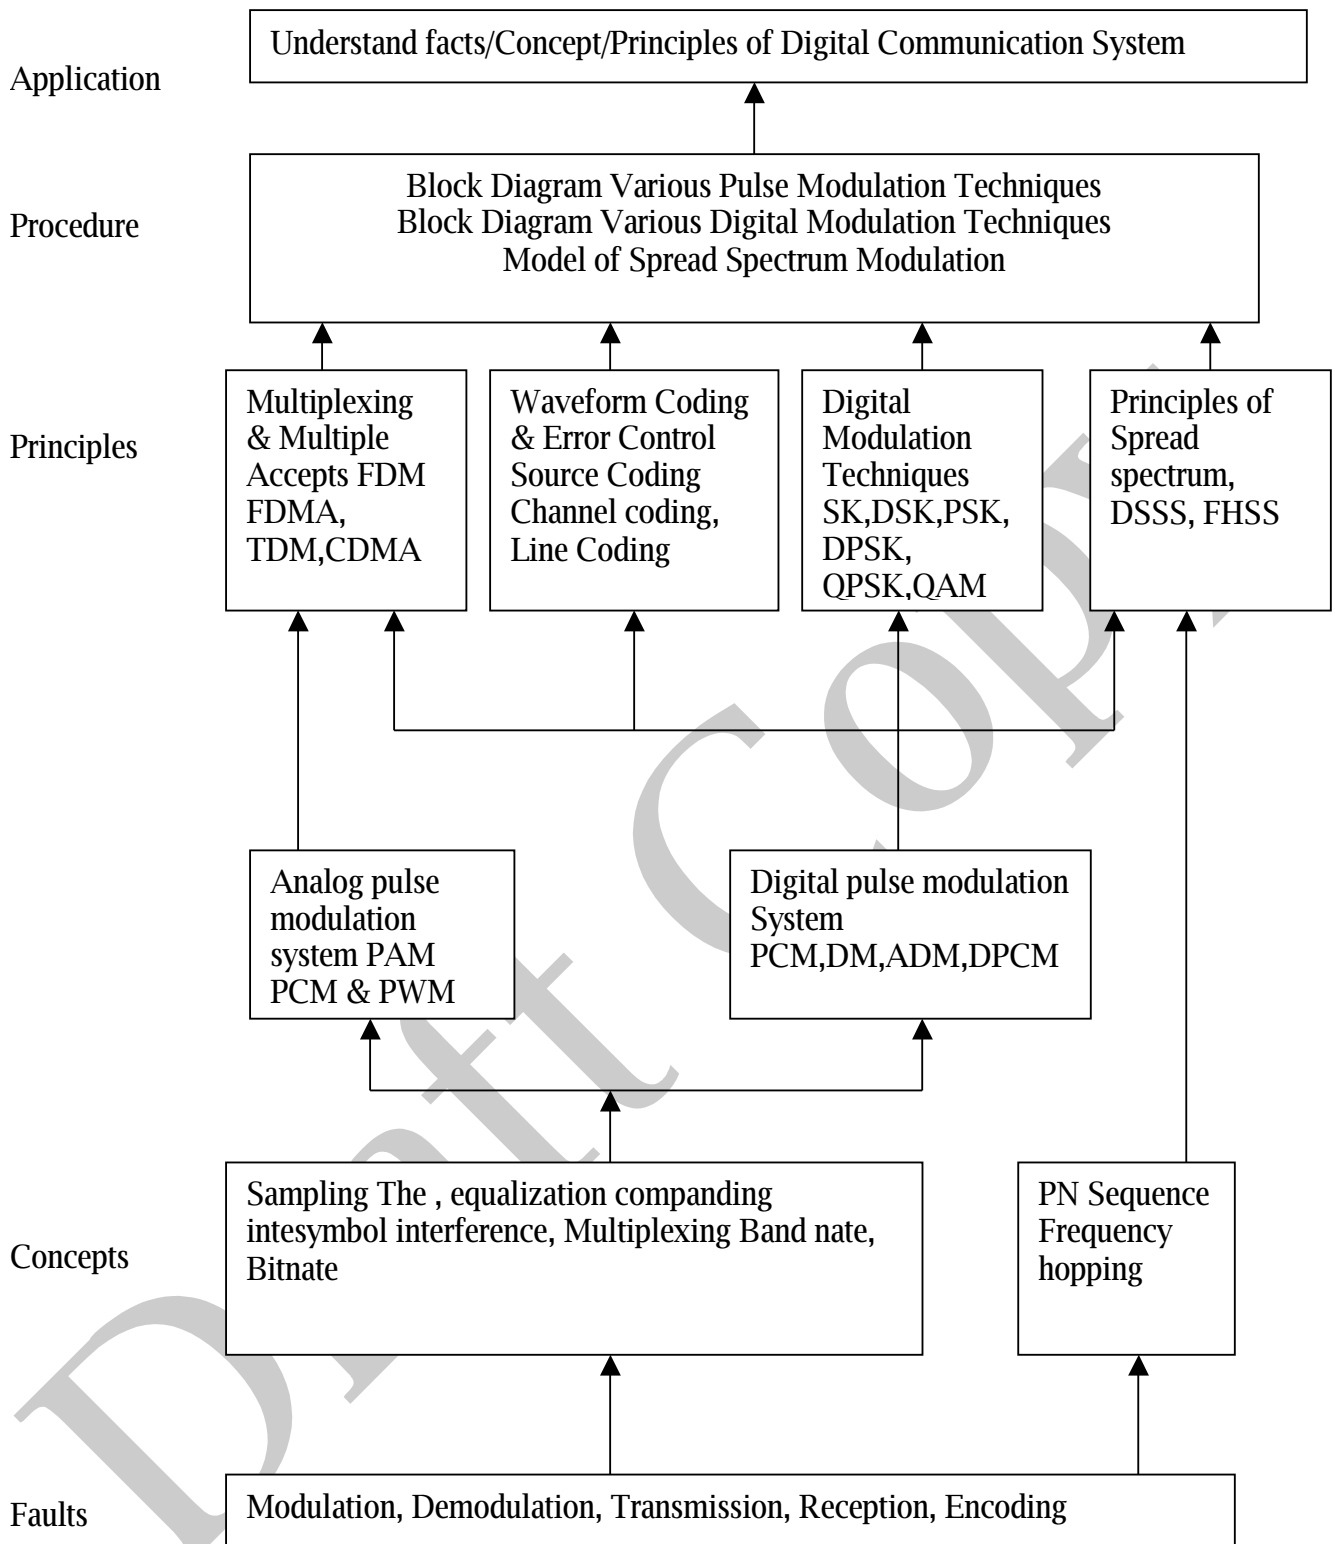 Understand facts/Concept/Principles of Digital Communication System
Application
Block Diagram Various Pulse Modulation Techniques
Block Diagram Various Digital Modulation Techniques
Model of Spread Spectrum Modulation
Procedure
Principles
Multiplexing
& Multiple
Accepts FDM
FDMA,
TDM,CDMA
Waveform Coding
& Error Control
Source Coding
Channel coding,
Line Coding
Digital
Modulation
Techniques
SK,DSK,PSK,
DPSK,
QPSK,QAM
Principles of
Spread
spectrum,
DSSS, FHSS
Analog pulse
modulation
system PAM
PCM & PWM
Digital pulse modulation
System
PCM,DM,ADM,DPCM
Concepts
Sampling The , equalization companding
intesymbol interference, Multiplexing Band nate,
Bitnate
PN Sequence
Frequency
hopping
Faults
Modulation, Demodulation, Transmission, Reception, Encoding
Draft Copy